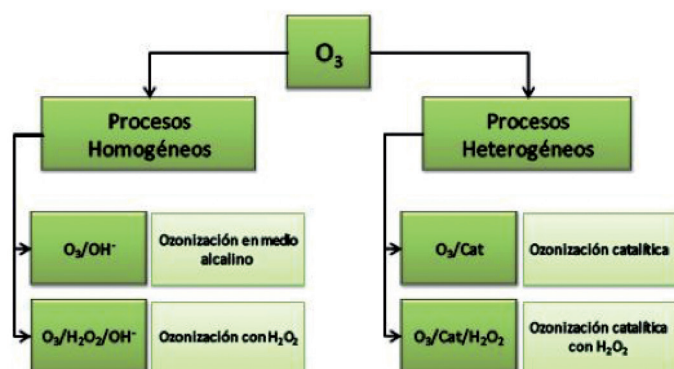 O₃
Procesos
Homogéneos
O₃/OH⁻
Ozonización en medio
alcalino
O₃/H₂O₂/OH⁻
Ozonización con H₂O₂
Procesos
Heterogéneos
O₃/Cat
Ozonización catalítica
O₃/Cat/H₂O₂
Ozonización catalítica
con H₂O₂